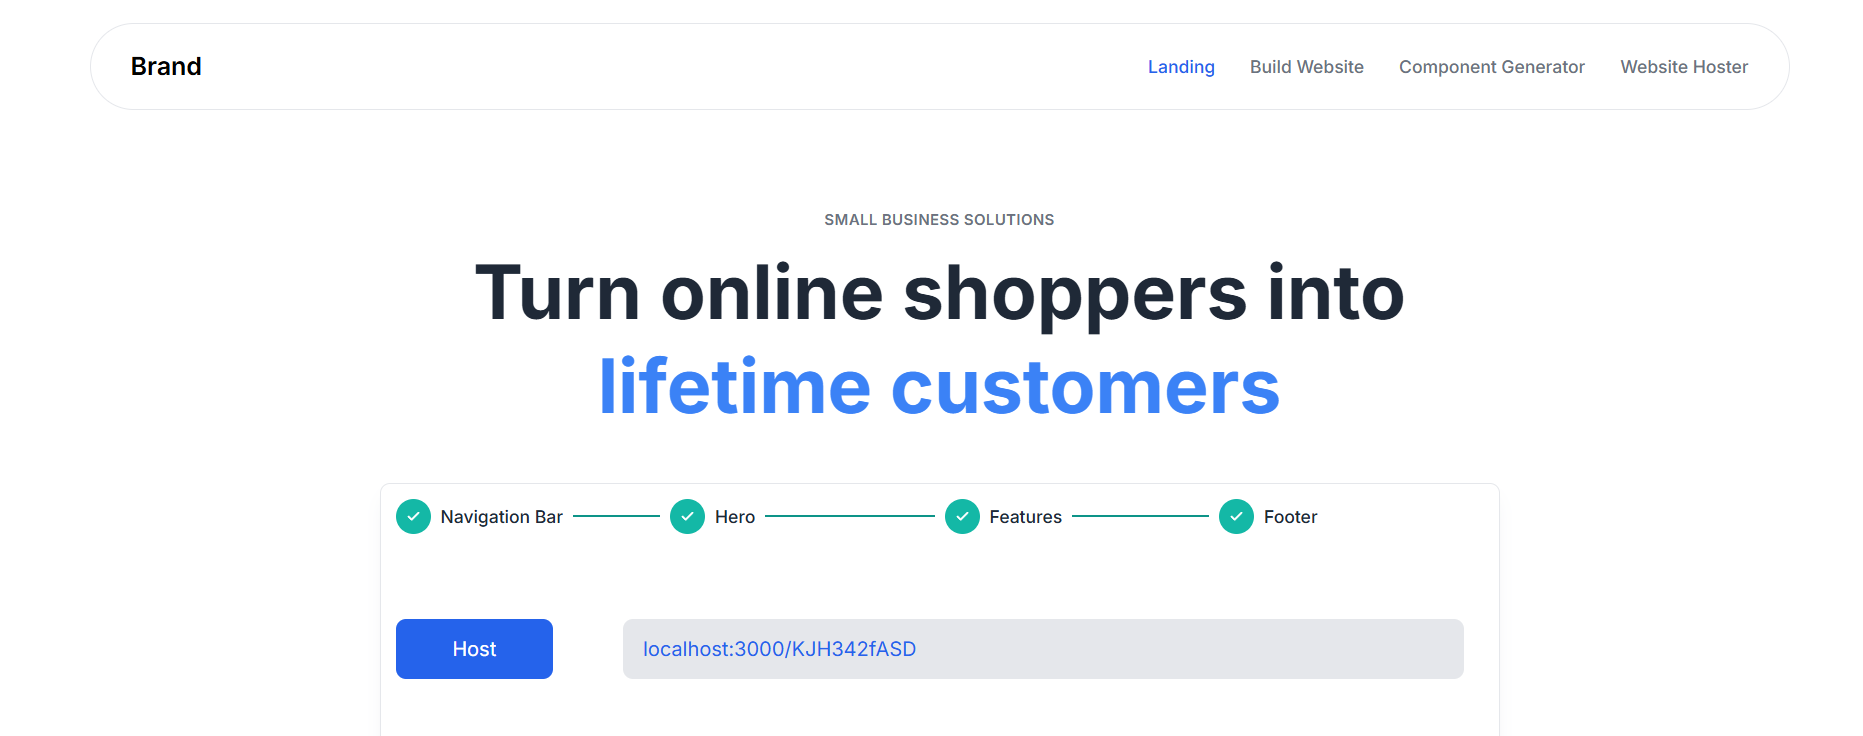 Brand
Landing Build Website Component Generator Website Hoster
SMALL BUSINESS SOLUTIONS
Turn online shoppers into
lifetime customers
Navigation Bar Hero Features Footer
Host localhost:3000/KJH342fASD